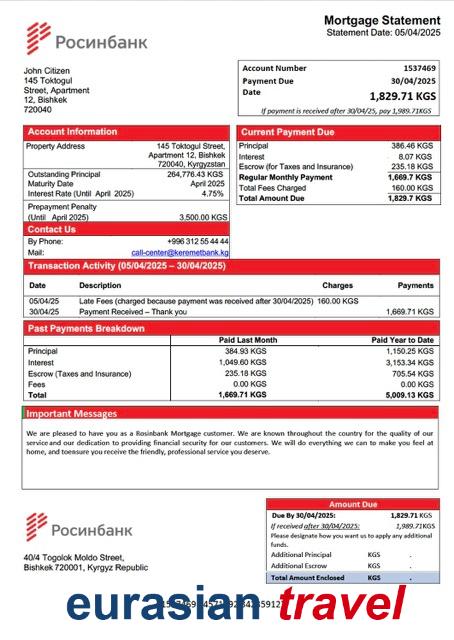 Росинбанк
Mortgage Statement
Statement Date: 05/04/2025
John Citizen
145 Toktogul
Street, Apartment
12, Bishkek
720040
Account Number 1537469
Payment Due 30/04/2025
Date
1,829.71 KGS
If payment is received after 30/04/25, pay 1,989.71KGS
Account Information
Property Address 145 Toktogul Street,
Apartment 12, Bishkek
720040, Kyrgyzstan
Outstanding Principal 264,776.43 KGS
Maturity Date April 2025
Interest Rate (Until April 2025) 4.75%
Prepayment Penalty
(Until April 2025) 3,500.00 KGS
Current Payment Due
Principal 386.46 KGS
Interest 8.07 KGS
Escrow (for Taxes and Insurance) 235.18 KGS
Regular Monthly Payment 1,669.7 KGS
Total Fees Charged 160.00 KGS
Total Amount Due 1,829.7 KGS
Contact Us
By Phone: +996 312 55 44 44
Mail: call-center@keremetbank.kg
Transaction Activity (05/04/2025 – 30/04/2025)
Date Description Charges Payments
05/04/25 Late Fees (charged because payment was received after 30/04/2025) 160.00 KGS
30/04/25 Payment Received – Thank you 1,669.71 KGS
Past Payments Breakdown
Paid Last Month Paid Year to Date
Principal 384.93 KGS 1,150.25 KGS
Interest 1,049.60 KGS 3,153.34 KGS
Escrow (Taxes and Insurance) 235.18 KGS 705.54 KGS
Fees 0.00 KGS 0.00 KGS
Total 1,669.71 KGS 5,009.13 KGS
Important Messages
We are pleased to have you as a Rosinbank Mortgage customer. We are known throughout the country for the quality of our
service and our dedication to providing financial security for our customers. We will do everything we can to make you feel at
home, and toensure you receive the friendly, professional service you deserve.
Росинбанк
40/4 Togolok Moldo Street,
Bishkek 720001, Kyrgyz Republic
Amount Due
Due By 30/04/2025: 1,829.71 KGS
If received after 30/04/2025: 1,989.71KGS
Please designate how you want us to apply any additional
funds.
Additional Principal KGS .
Additional Escrow KGS .
Total Amount Enclosed KGS .
eurasian travel